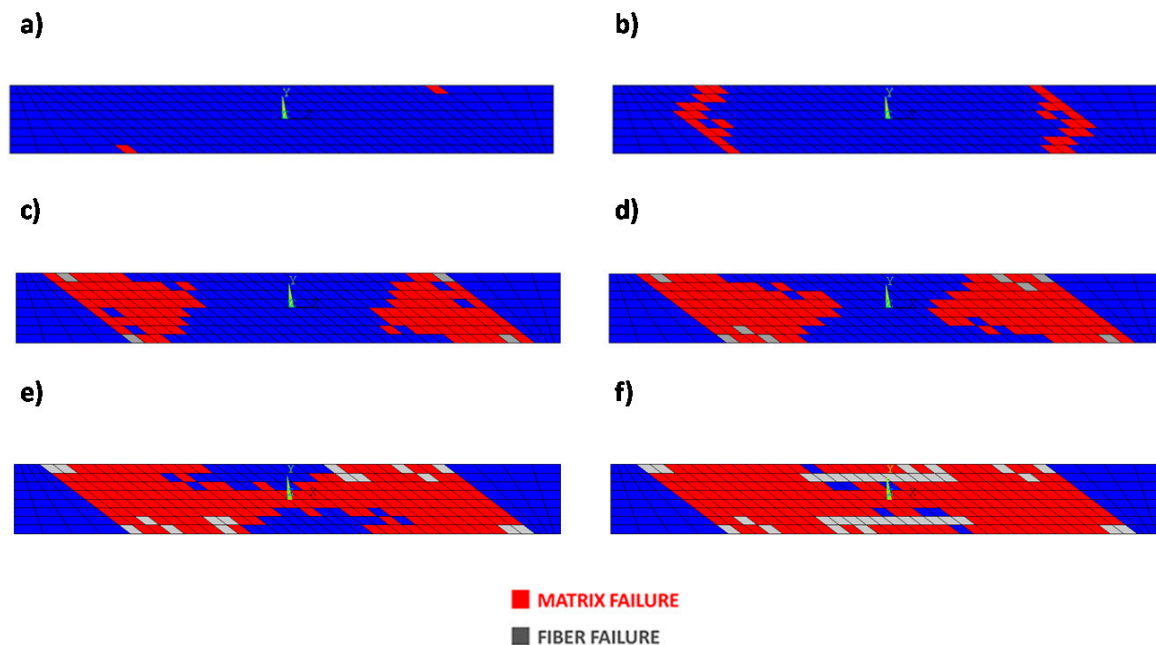 a)
b)
Y
c)
d)
Y
Y
e)
f)
Y
X
Y
X
MATRIX FAILURE
FIBER FAILURE